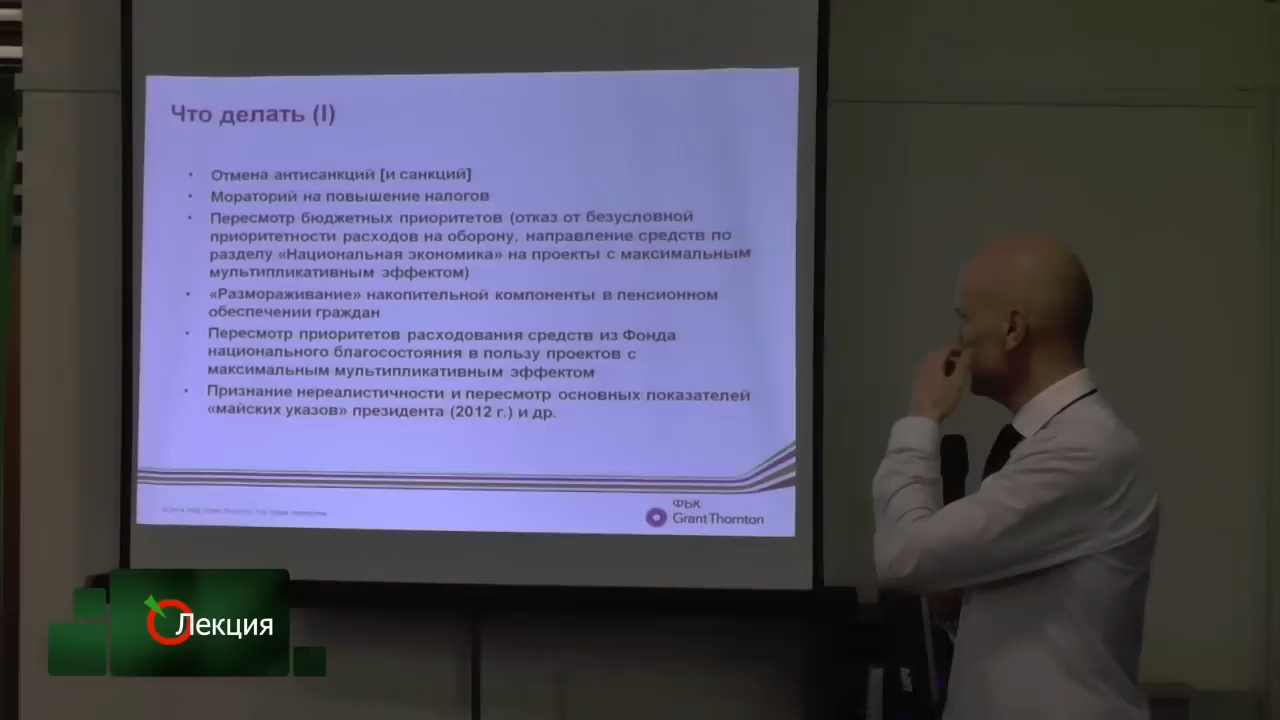 Что делать (I)
• Отмена антисанкций [и санкций]
• Мораторий на повышение налогов
• Пересмотр бюджетных приоритетов (отказ от безусловной
приоритетности расходов на оборону, направление средств по
разделу «Национальная экономика» на проекты с максимальным
мультипликативным эффектом)
• «Размораживание» накопительной компоненты в пенсионном
обеспечении граждан
• Пересмотр приоритетов расходования средств из Фонда
национального благосостояния в пользу проектов с
максимальным мультипликативным эффектом
• Признание нереалистичности и пересмотр основных показателей
«майских указов» президента (2012 г.) и др.
ФБК
Grant Thornton
Лекция